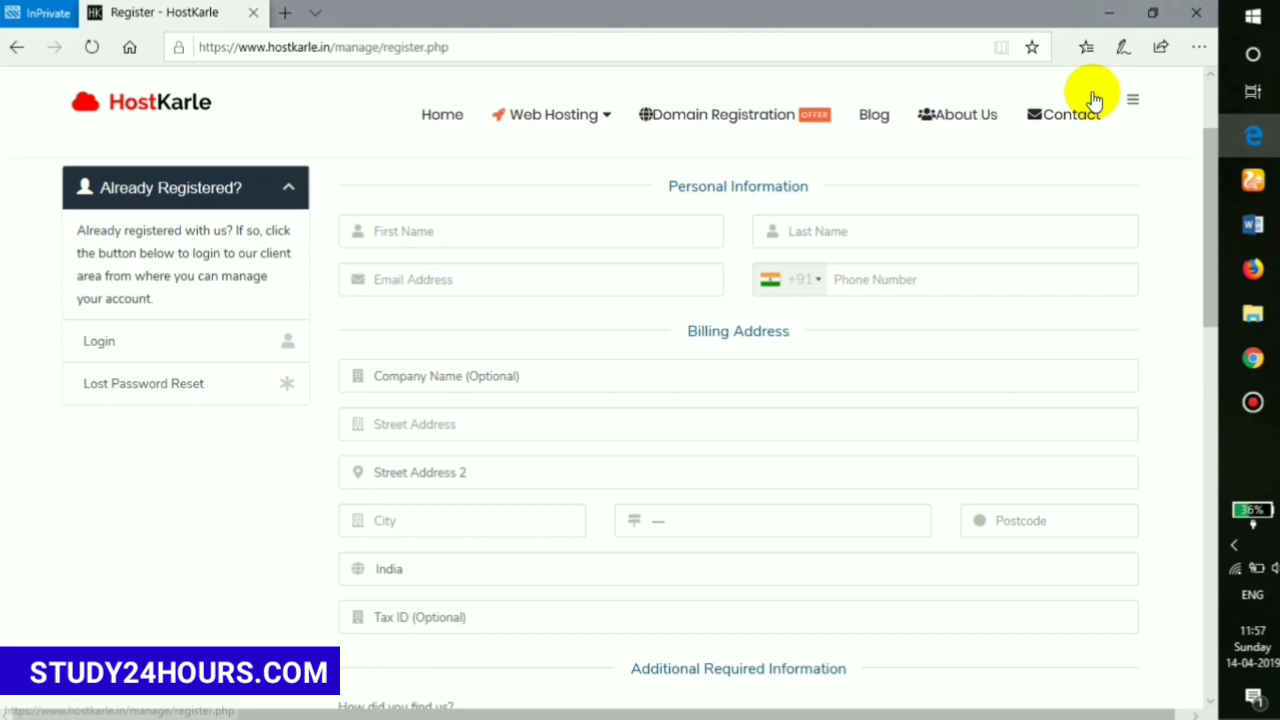 InPrivate
Register - HostKarle
https://www.hostkarle.in/manage/register.php
HostKarle
Home
Web Hosting
Domain Registration OFFER
Blog
About Us
Contact
Already Registered?
Already registered with us? If so, click
the button below to login to our client
area from where you can manage
your account.
Login
Lost Password Reset
Personal Information
First Name
Last Name
Email Address
+91
Phone Number
Billing Address
Company Name (Optional)
Street Address
Street Address 2
City
—
Postcode
India
Tax ID (Optional)
Additional Required Information
How did you find us?
STUDY24HOURS.COM
https://www.hostkarle.in/manage/register.php
36%
ENG
11:57
Sunday
14-04-2019